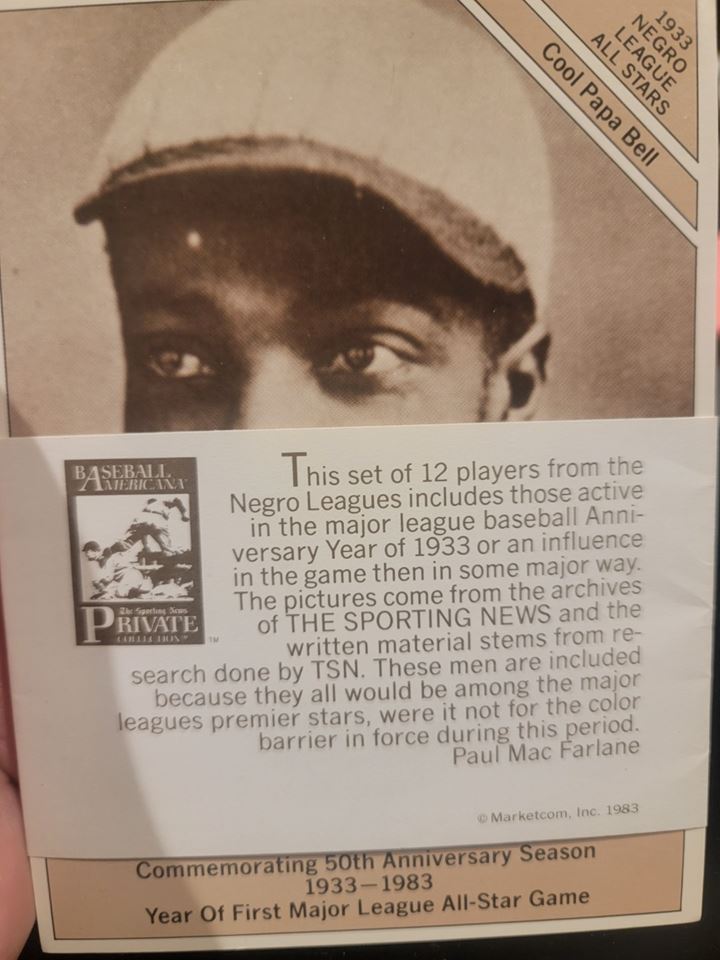 1933
NEGRO
LEAGUE
ALL STARS
Cool Papa Bell
BASEBALL
AMERICANA
The Sporting News
PRIVATE
COLLECTION
TM
This set of 12 players from the
Negro Leagues includes those active
in the major league baseball Anni-
versary Year of 1933 or an influence
in the game then in some major way.
The pictures come from the archives
of THE SPORTING NEWS and the
written material stems from re-
search done by TSN. These men are included
because they all would be among the major
leagues premier stars, were it not for the color
barrier in force during this period.
Paul Mac Farlane
© Marketcom, Inc. 1983
Commemorating 50th Anniversary Season
1933—1983
Year Of First Major League All-Star Game